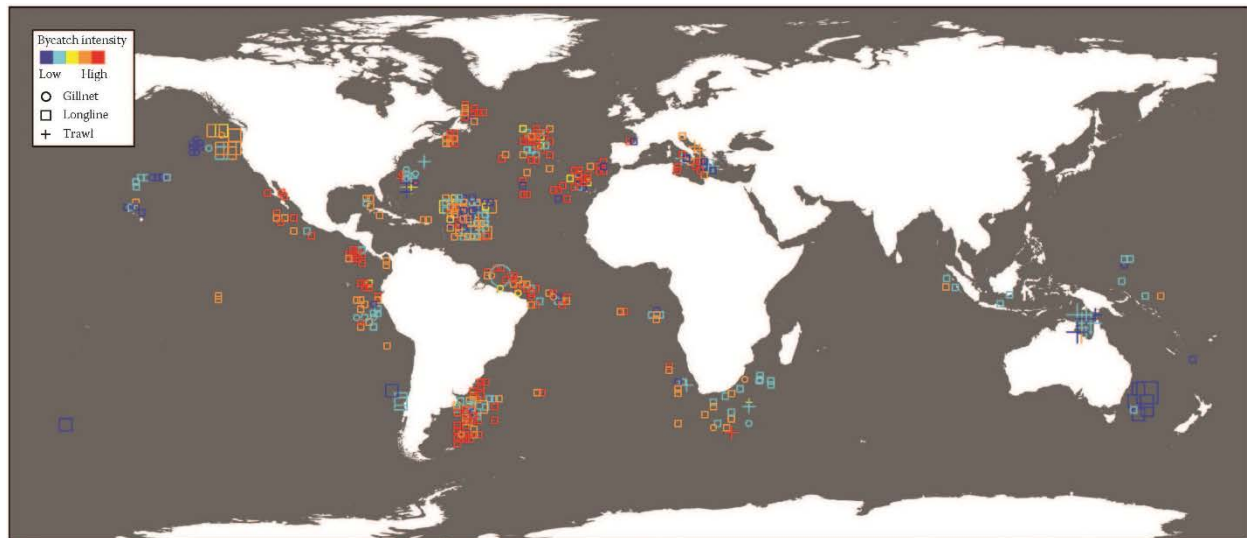 Bycatch intensity
Low High
Gillnet
Longline
Trawl